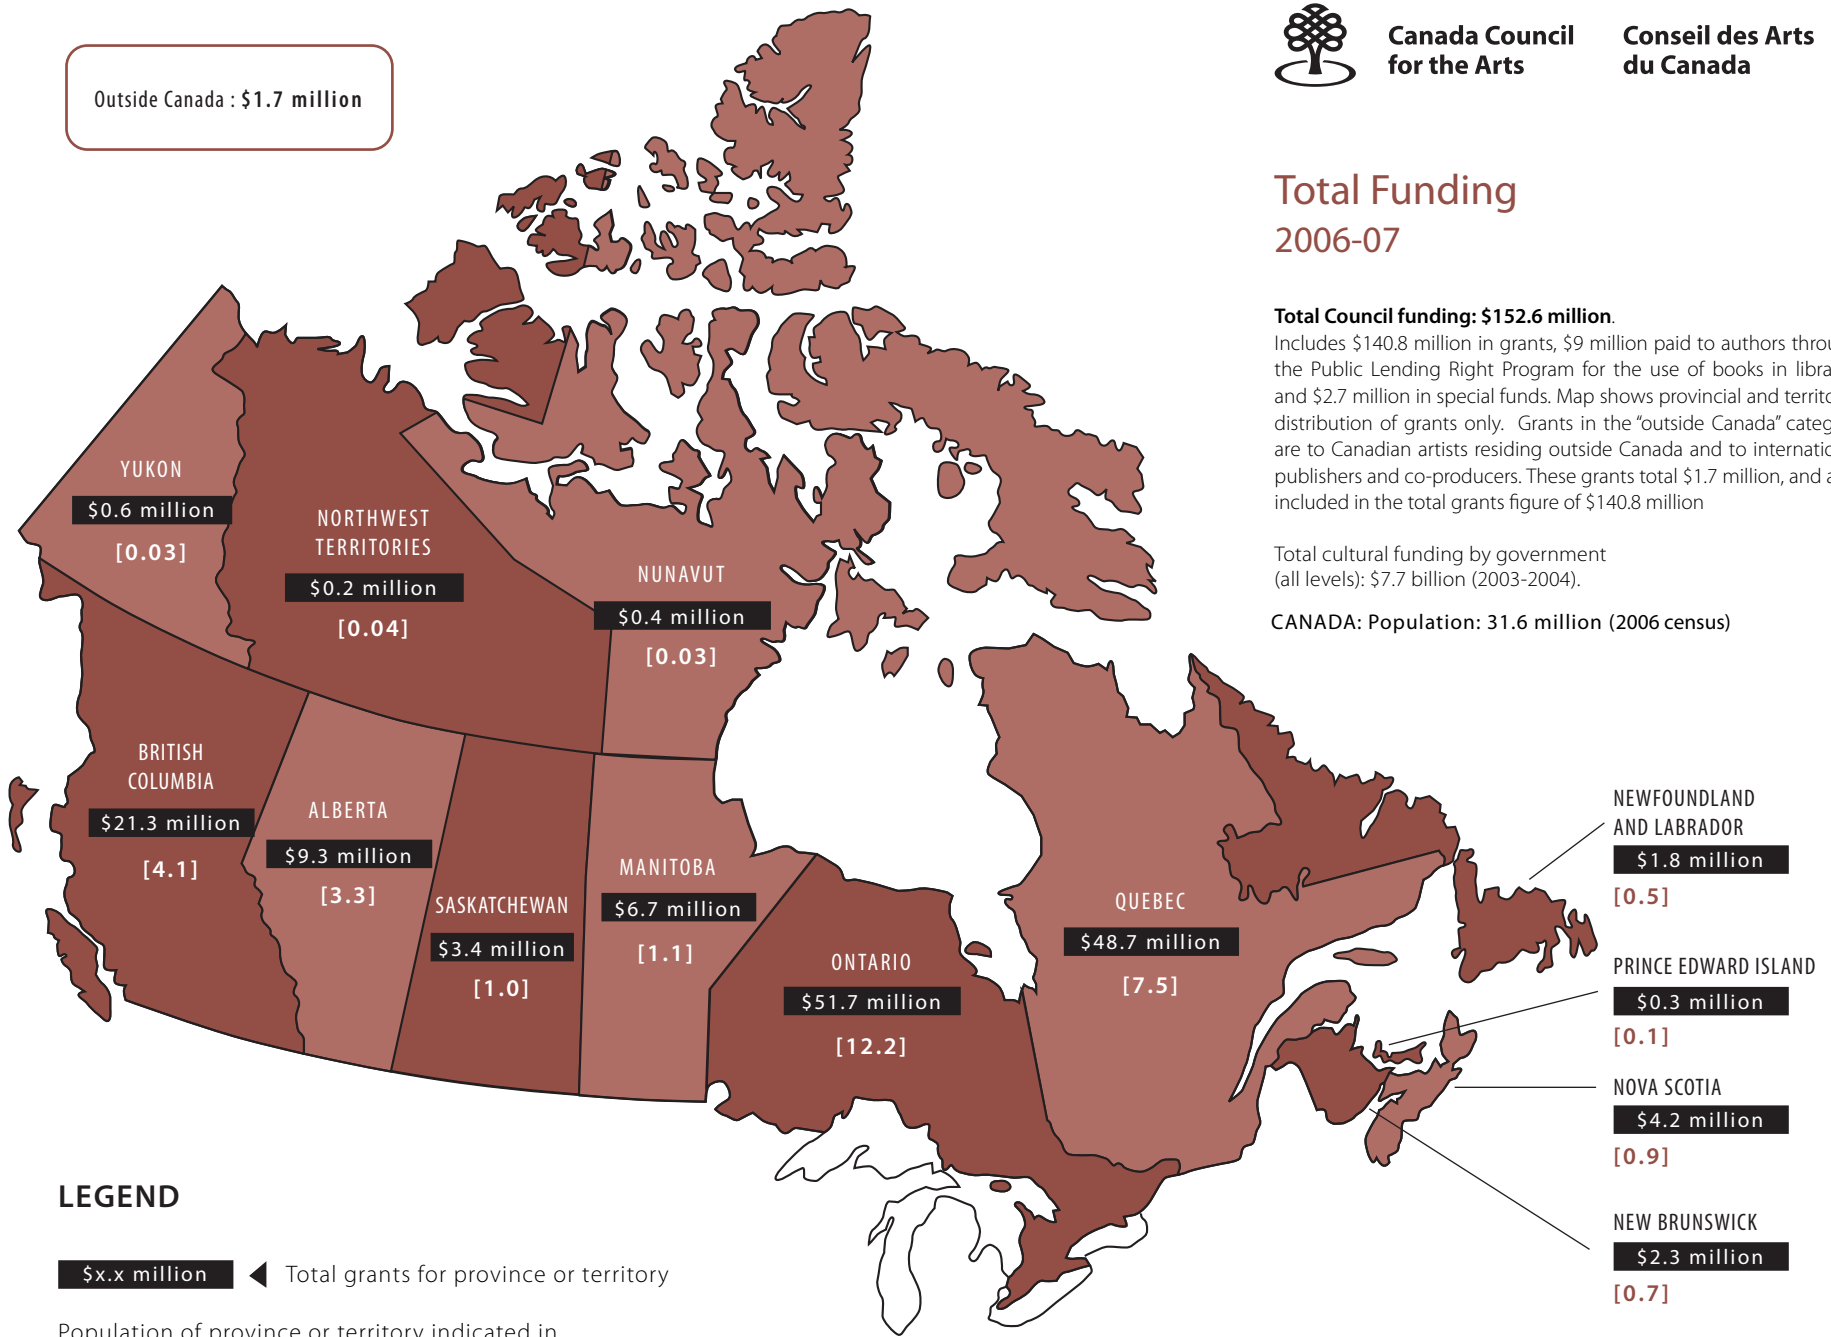 Outside Canada : $1.7 million
Canada Council
for the Arts
Conseil des Arts
du Canada
Total Funding
2006-07
Total Council funding: $152.6 million.
Includes $140.8 million in grants, $9 million paid to authors
the Public Lending Right Program for the use of books in
and $2.7 million in special funds. Map shows provincial and
distribution of grants only. Grants in the “outside Canada”
are to Canadian artists residing outside Canada and to
publishers and co-producers. These grants total $1.7 million, and
included in the total grants figure of $140.8 million
Total cultural funding by government
(all levels): $7.7 billion (2003-2004).
CANADA: Population: 31.6 million (2006 census)
YUKON
$0.6 million
[0.03]
NORTHWEST
TERRITORIES
$0.2 million
[0.04]
NUNAVUT
$0.4 million
[0.03]
BRITISH
COLUMBIA
$21.3 million
[4.1]
ALBERTA
$9.3 million
[3.3]
SASKATCHEWAN
$3.4 million
[1.0]
MANITOBA
$6.7 million
[1.1]
ONTARIO
$51.7 million
[12.2]
QUEBEC
$48.7 million
[7.5]
NEWFOUNDLAND
AND LABRADOR
$1.8 million
[0.5]
PRINCE EDWARD ISLAND
$0.3 million
[0.1]
NOVA SCOTIA
$4.2 million
[0.9]
NEW BRUNSWICK
$2.3 million
[0.7]
LEGEND
$x.x million
Total grants for province or territory
Population of province or territory indicated in